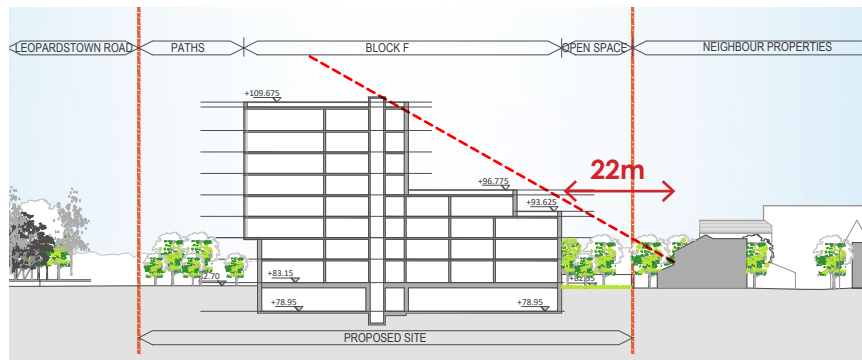 LEOPARDSTOWN ROAD PATHS BLOCK F OPEN SPACE NEIGHBOUR PROPERTIES
+109.675
22m
+96.775
+93.625
+83.15
+78.95 +78.95
PROPOSED SITE